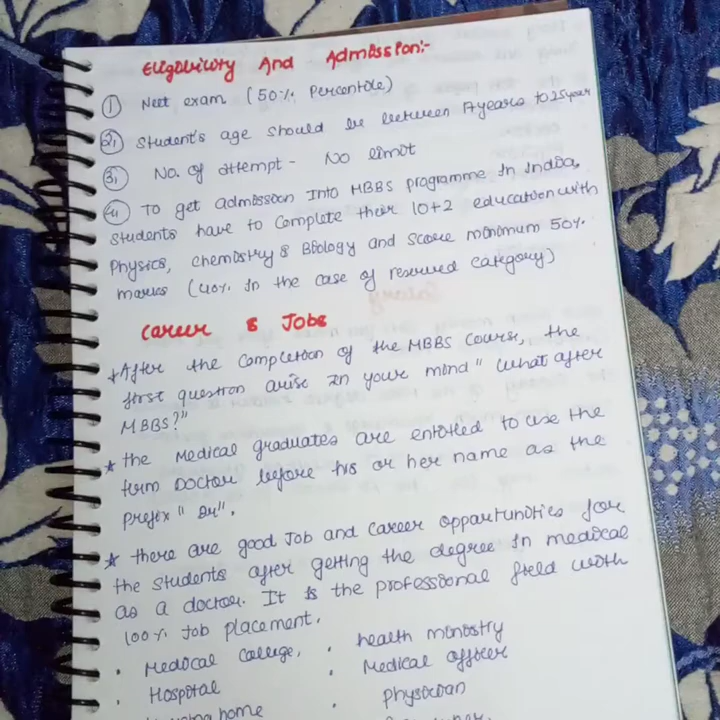 Eligibility And Admission:-
① Neet exam (50% Percentile)
② Student's age should be between 17years to 25year
③ No. of attempt - No limit
④ To get admission Into MBBS programme In India,
students have to Complete their 10+2 education with
Physics, chemistry & Biology and Score minimum 50%
marks (40% In the case of reserved category)
Career & Jobs
★ After the Completion of the MBBS Course, the
first question arise In your mind "What after
MBBS?"
★ the Medical graduates are entitled to use the
term Doctor before his or her name as the
prefix "Dr".
★ there are good Job and career opportunities for
the students after getting the degree In medical
as a doctor. It is the professional field with
100% Job placement.
. Medical College, . health ministry
. Hospital . Medical officer
home . Physician